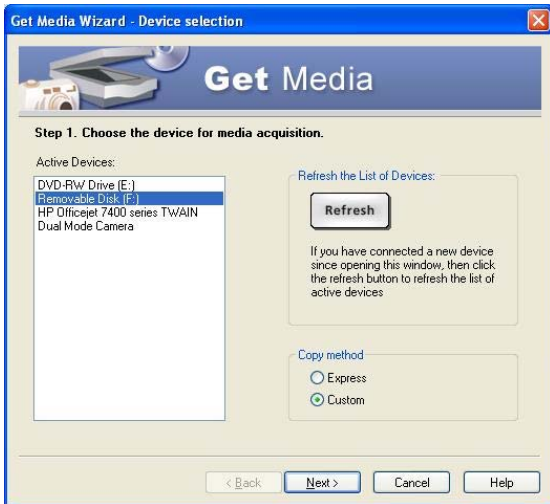 Get Media Wizard - Device selection
Get Media
Step 1. Choose the device for media acquisition.
Active Devices:
DVD-RW Drive (E:)
Removable Disk (F:)
HP Officejet 7400 series TWAIN
Dual Mode Camera
Refresh the List of Devices:
Refresh
If you have connected a new device
since opening this window, then click
the refresh button to refresh the list of
active devices
Copy method
Express
Custom
< Back
Next >
Cancel
Help